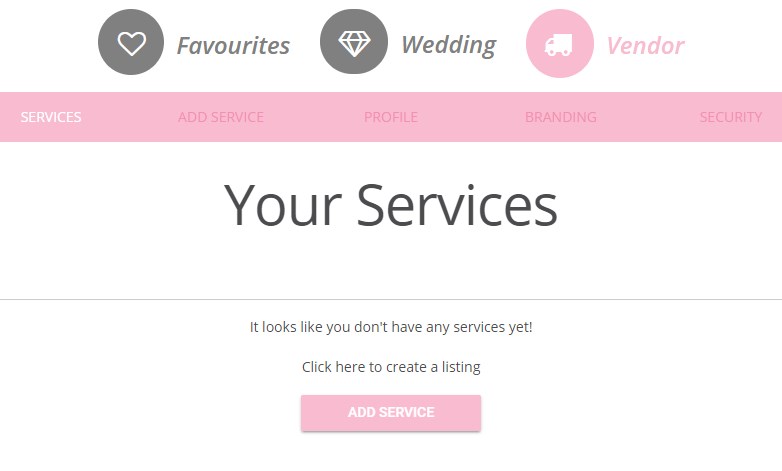 Favourites Wedding Vendor
SERVICES ADD SERVICE PROFILE BRANDING SECURITY
Your Services
It looks like you don't have any services yet!
Click here to create a listing
ADD SERVICE